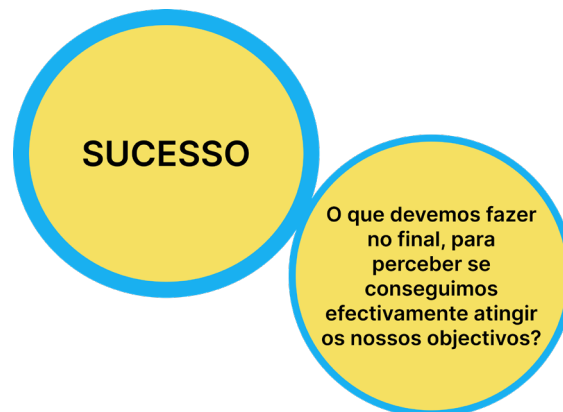 SUCESSO
O que devemos fazer
no final, para
perceber se
conseguimos
efectivamente atingir
os nossos objectivos?